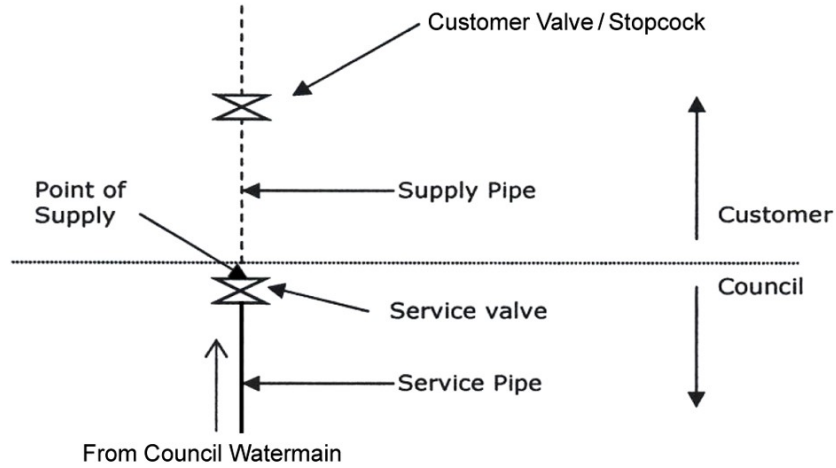 Customer Valve / Stopcock
Point of
Supply
Supply Pipe
Customer
Council
Service valve
Service Pipe
From Council Watermain